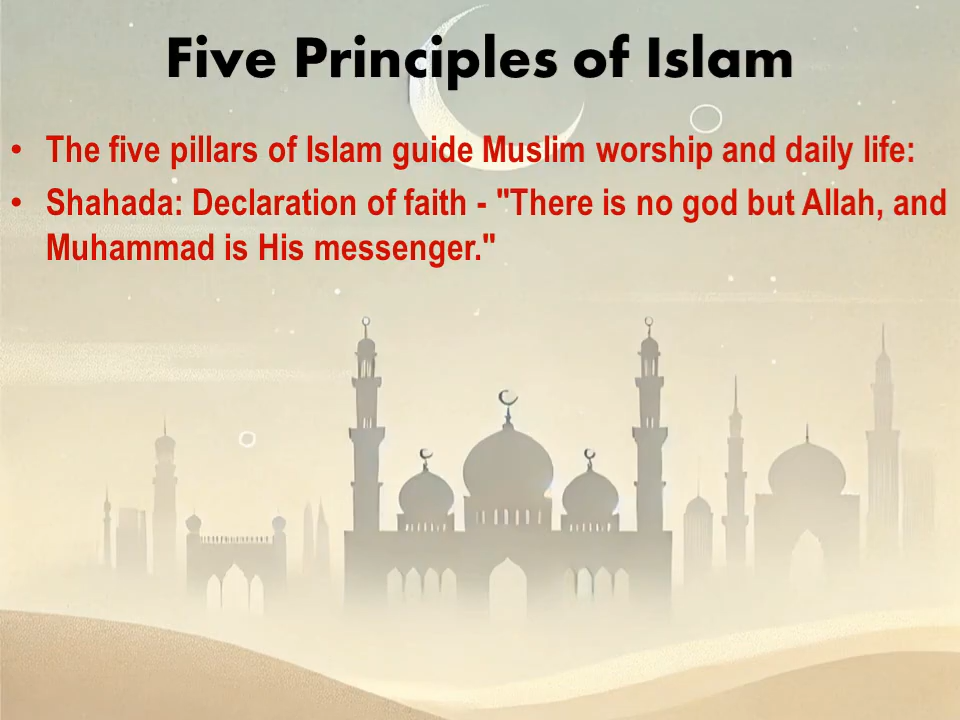 Five Principles of Islam
• The five pillars of Islam guide Muslim worship and daily life:
• Shahada: Declaration of faith - "There is no god but Allah, and
Muhammad is His messenger."